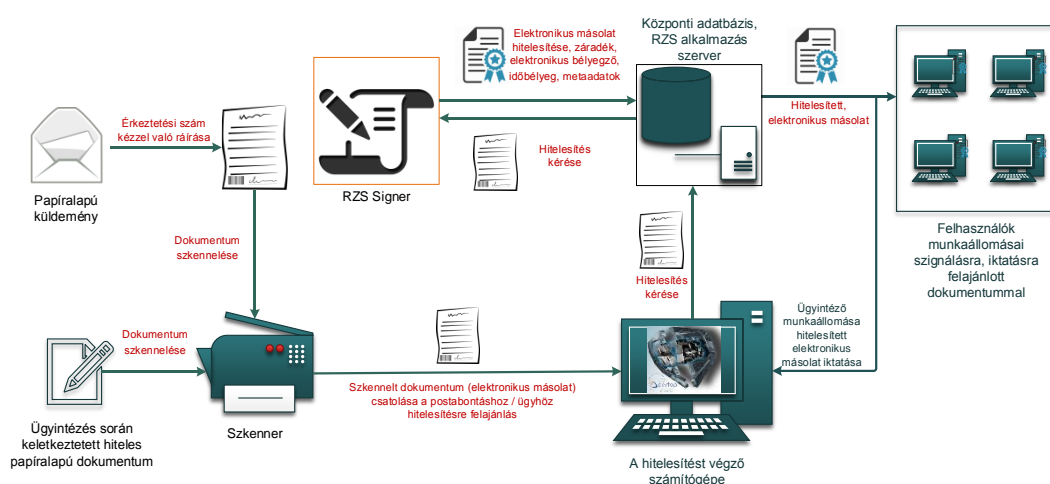 Elektronikus másolat
hitelesítése, záradék,
elektronikus bélyegző,
időbélyeg, metaadatok
Központi adatbázis,
RZS alkalmazás
szerver
Érkeztetési szám
kézzel való ráírása
Hitelesített,
elektronikus másolat
Hitelesítés
kérése
Papíralapú
küldemény
RZS Signer
Felhasználók
munkaállomásai
szignálásra, iktatásra
felajánlott
dokumentummal
Dokumentum
szkennelése
Hitelesítés
kérése
Ügyintéző
munkaállomása
hitelesített
elektronikus
másolat iktatása
Dokumentum
szkennelése
Szkennelt dokumentum (elektronikus másolat)
csatolása a postabontáshoz / ügyhöz
hitelesítésre felajánlás
Ügyintézés során
keletkeztetett hiteles
papíralapú dokumentum
Szkenner
A hitelesítést végző
számítógépe